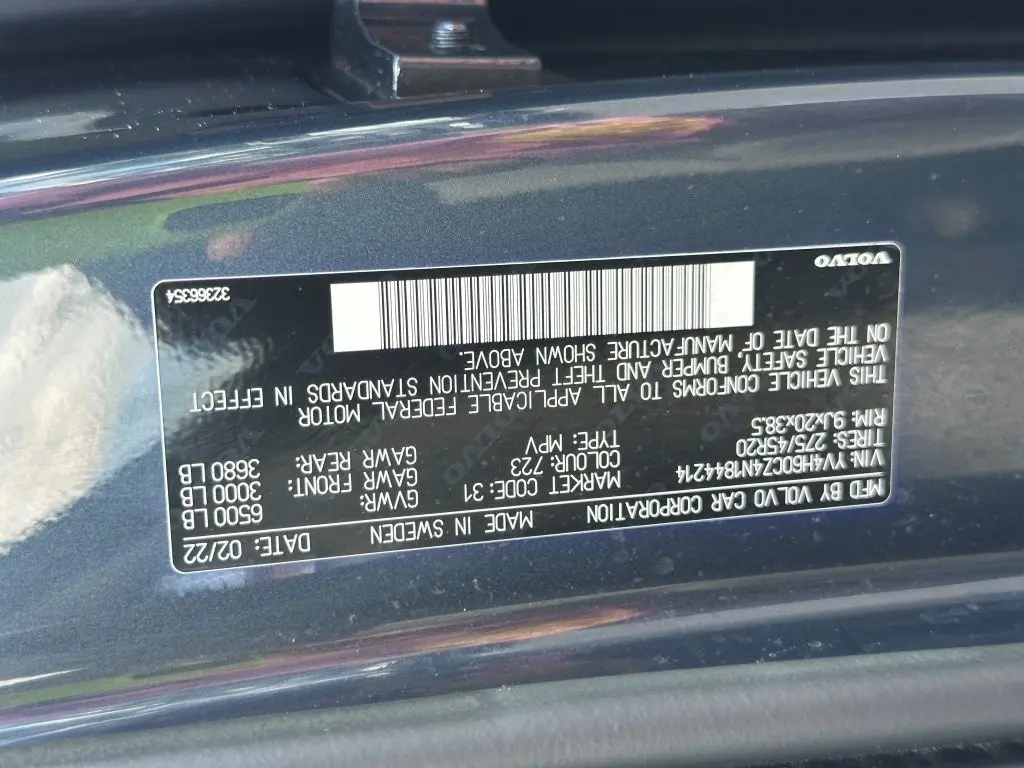 MFD BY VOLVO CAR CORPORATION MADE IN SWEDEN DATE: 02/22
VIN: YV4H60CZ4N1844214 MARKET CODE: 31 GVWR: 6500 LB
TIRES: 275/45R20 COLOUR: 723 GAWR FRONT: 3000 LB
RIM: 9Jx20x38.5 TYPE: MPV GAWR REAR: 3680 LB
THIS VEHICLE CONFORMS TO ALL APPLICABLE FEDERAL MOTOR
VEHICLE SAFETY, BUMPER AND THEFT PREVENTION STANDARDS IN EFFECT
ON THE DATE OF MANUFACTURE SHOWN ABOVE.
VOLVO 32366354